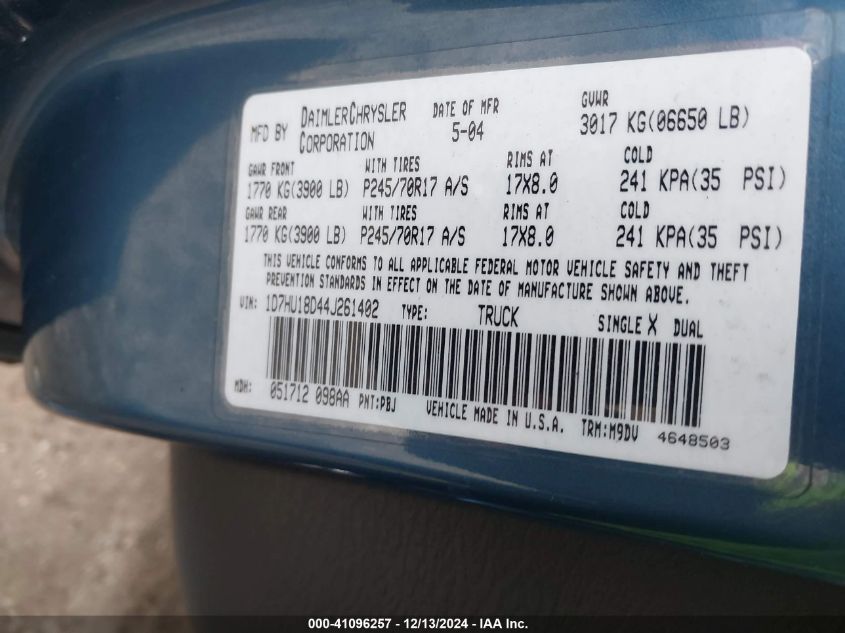 MFD BY DAIMLERCHRYSLER CORPORATION DATE OF MFR 5-04 GVWR 3017 KG(06650 LB)
GAWR FRONT WITH TIRES RIMS AT COLD
1770 KG(3900 LB) P245/70R17 A/S 17X8.0 241 KPA(35 PSI)
GAWR REAR WITH TIRES RIMS AT COLD
1770 KG(3900 LB) P245/70R17 A/S 17X8.0 241 KPA(35 PSI)
THIS VEHICLE CONFORMS TO ALL APPLICABLE FEDERAL MOTOR VEHICLE SAFETY AND THEFT
PREVENTION STANDARDS IN EFFECT ON THE DATE OF MANUFACTURE SHOWN ABOVE.
VIN: 1D7HU18D44J261402 TYPE: TRUCK SINGLE X DUAL
MDH: 051712 098AA PNT:PBJ VEHICLE MADE IN U.S.A. TRM:M9DV 4648503
000-41096257 - 12/13/2024 - IAA Inc.